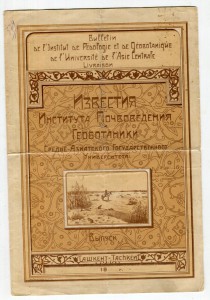 Bulletin
de l'Institut de Pédologie et de Géobotanique
de l'Université de l'Asie Centrale
Livraison
Известия
Института Почвоведения
и
Геоботаники
Средне-Азиатского Государственного
Университета
Выпуск
Ташкент-Tachkent
19